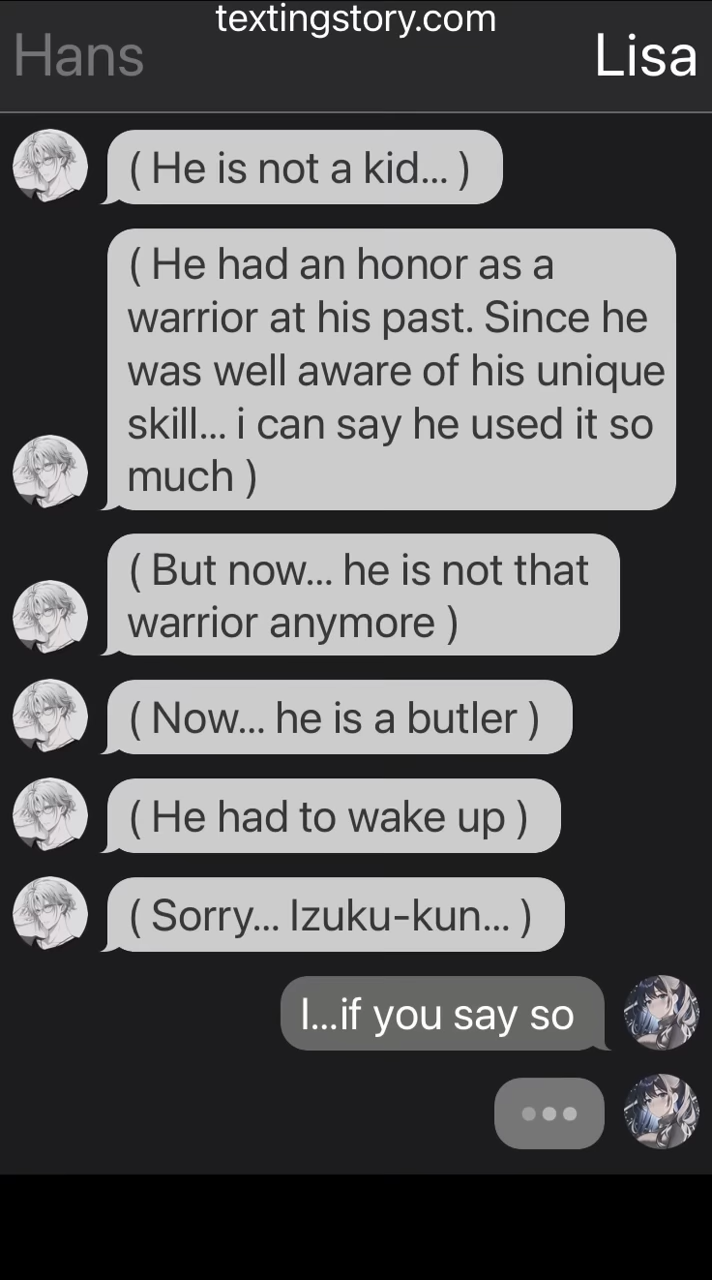 textingstory.com
Hans
Lisa
( He is not a kid... )
( He had an honor as a
warrior at his past. Since he
was well aware of his unique
skill... i can say he used it so
much )
( But now... he is not that
warrior anymore )
( Now... he is a butler )
( He had to wake up )
( Sorry... Izuku-kun... )
I...if you say so